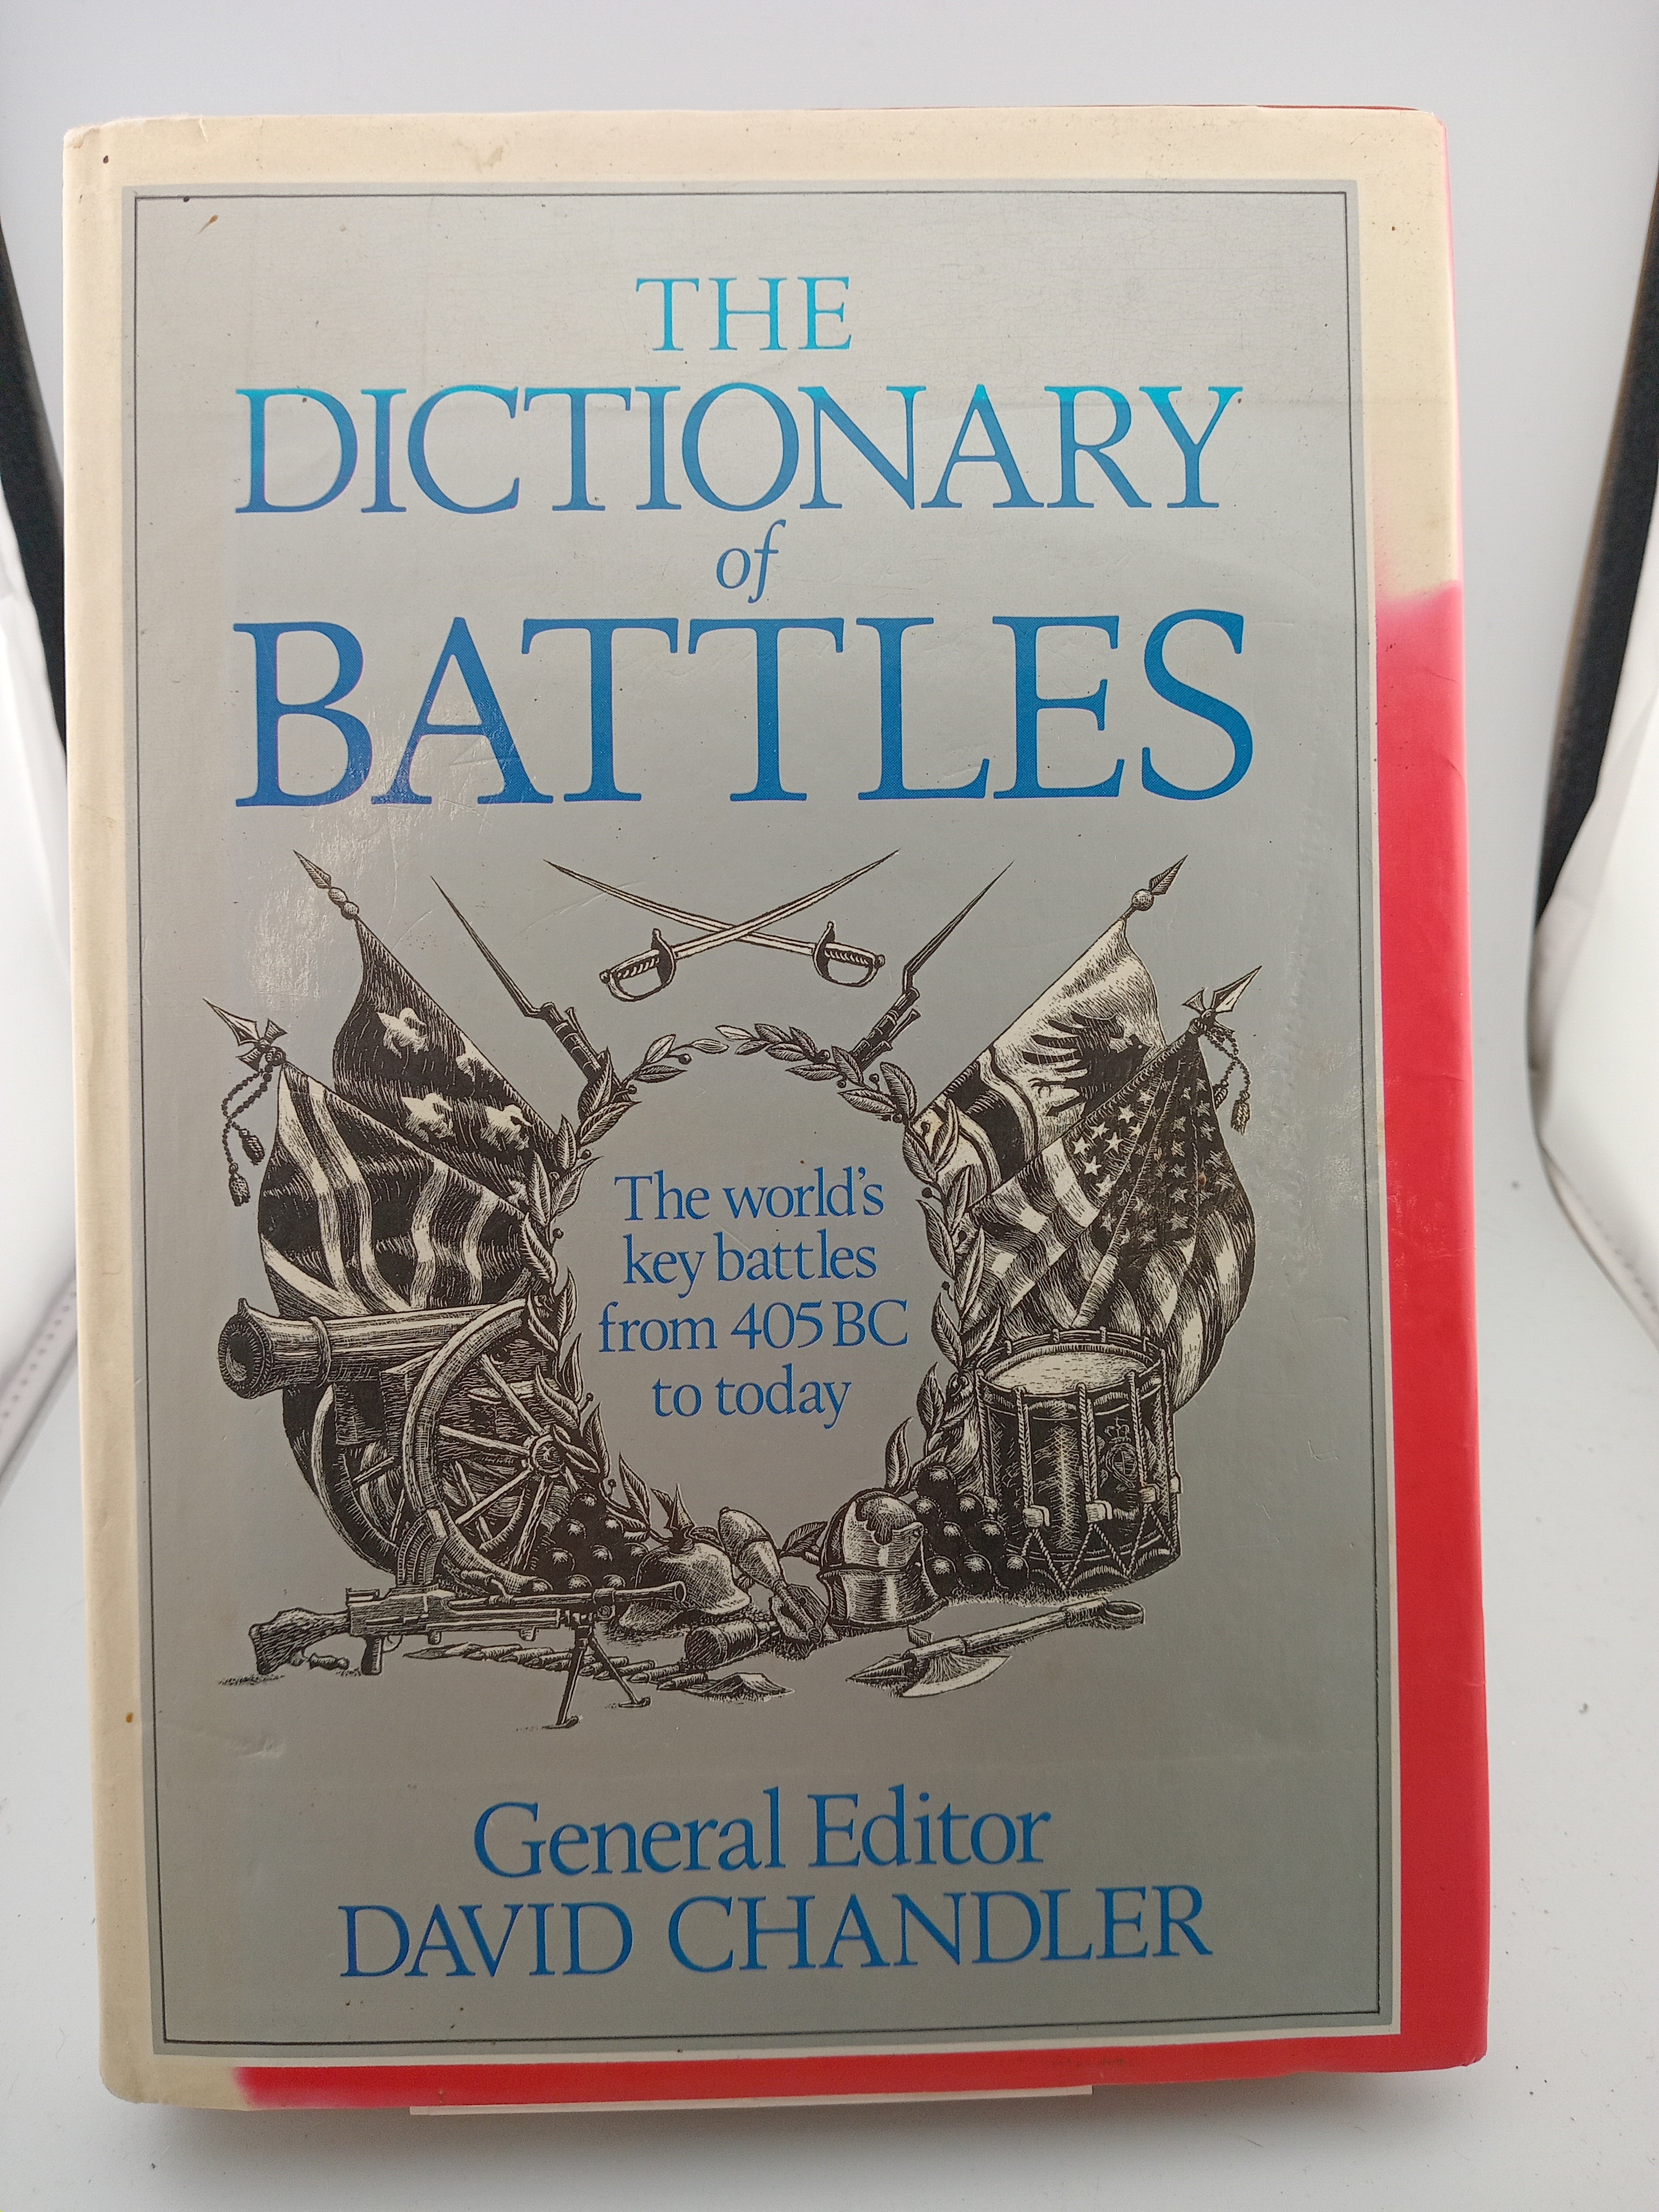 THE
DICTIONARY
of
BATTLES
The world's
key battles
from 405 BC
to today
General Editor
DAVID CHANDLER